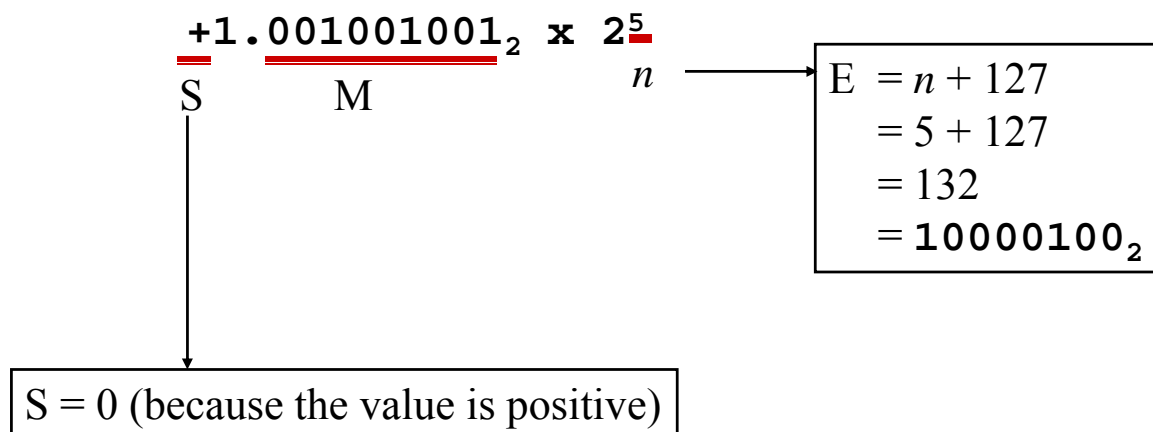 +1.001001001₂ x 2⁵
S M n
E = n + 127
= 5 + 127
= 132
= 10000100₂
S = 0 (because the value is positive)